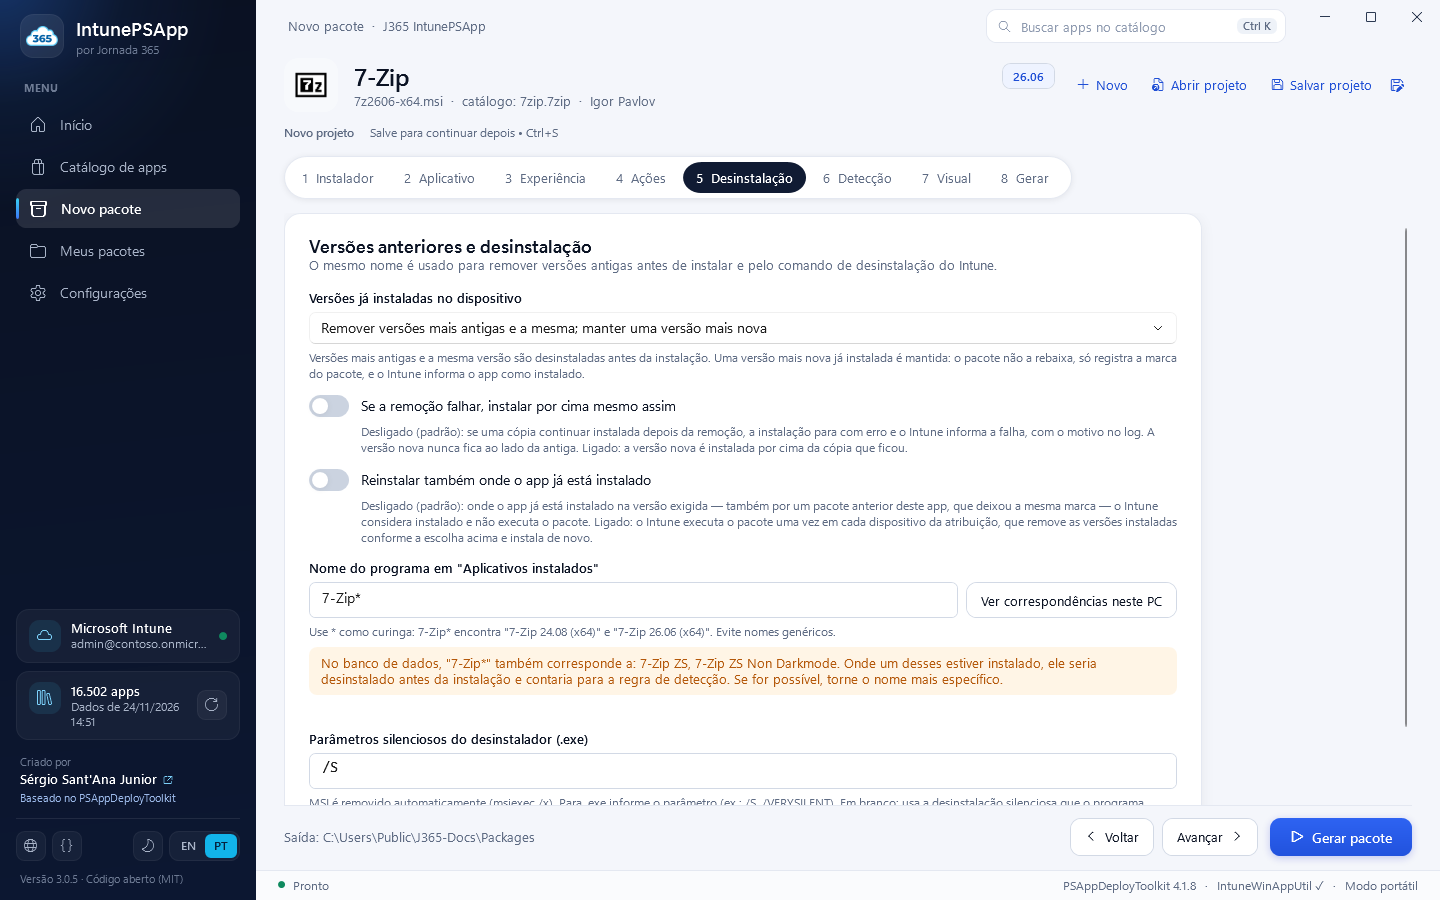 IntunePSApp
por Jornada 365
MENU
Início
Catálogo de apps
Novo pacote
Meus pacotes
Configurações
Microsoft Intune
admin@contoso.onmicr...
16.502 apps
Dados de 24/11/2026
14:51
Criado por
Sérgio Sant'Ana Junior
Baseado no PSAppDeployToolkit
{}
EN
PT
Versão 3.0.5 · Código aberto (MIT)
Novo pacote · J365 IntunePSApp
Buscar apps no catálogo
Ctrl K
365
7z
7-Zip
7z2606-x64.msi · catálogo: 7zip.7zip · Igor Pavlov
26.06
Novo
Abrir projeto
Salvar projeto
Novo projeto
Salve para continuar depois • Ctrl+S
1 Instalador
2 Aplicativo
3 Experiência
4 Ações
5 Desinstalação
6 Detecção
7 Visual
8 Gerar
Versões anteriores e desinstalação
O mesmo nome é usado para remover versões antigas antes de instalar e pelo comando de desinstalação do Intune.
Versões já instaladas no dispositivo
Remover versões mais antigas e a mesma; manter uma versão mais nova
Versões mais antigas e a mesma versão são desinstaladas antes da instalação. Uma versão mais nova já instalada é mantida: o pacote não a rebaixa, só registra a marca
do pacote, e o Intune informa o app como instalado.
Se a remoção falhar, instalar por cima mesmo assim
Desligado (padrão): se uma cópia continuar instalada depois da remoção, a instalação para com erro e o Intune informa a falha, com o motivo no log. A
versão nova nunca fica ao lado da antiga. Ligado: a versão nova é instalada por cima da cópia que ficou.
Reinstalar também onde o app já está instalado
Desligado (padrão): onde o app já está instalado na versão exigida — também por um pacote anterior deste app, que deixou a mesma marca — o Intune
considera instalado e não executa o pacote. Ligado: o Intune executa o pacote uma vez em cada dispositivo da atribuição, que remove as versões instaladas
conforme a escolha acima e instala de novo.
Nome do programa em "Aplicativos instalados"
7-Zip*
Ver correspondências neste PC
Use * como curinga: 7-Zip* encontra "7-Zip 24.08 (x64)" e "7-Zip 26.06 (x64)". Evite nomes genéricos.
No banco de dados, "7-Zip*" também corresponde a: 7-Zip ZS, 7-Zip ZS Non Darkmode. Onde um desses estiver instalado, ele seria
desinstalado antes da instalação e contaria para a regra de detecção. Se for possível, torne o nome mais específico.
Parâmetros silenciosos do desinstalador (.exe)
/S
MSI é removido automaticamente (msiexec /x). Para .exe informe o parâmetro (ex.: /S, /VERYSILENT). Em branco: usa a desinstalação silenciosa que o programa
Saída: C:\Users\Public\J365-Docs\Packages
Voltar
Avançar
Gerar pacote
Pronto
PSAppDeployToolkit 4.1.8 · IntuneWinAppUtil ✓ · Modo portátil